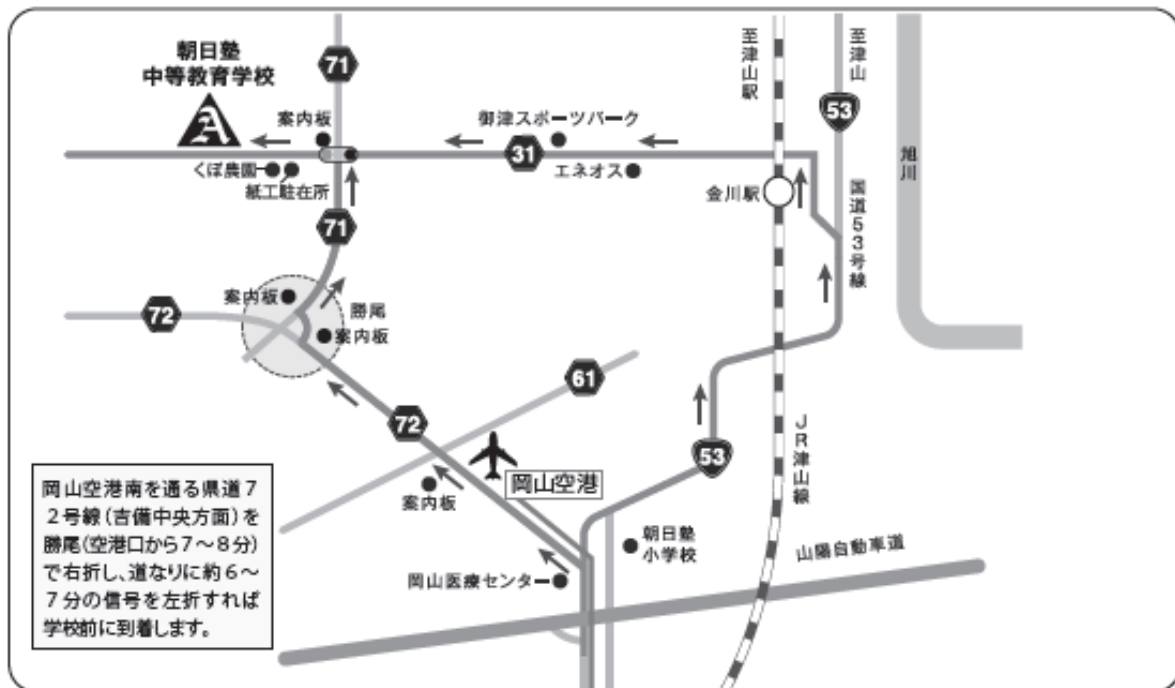 朝日塾
中等教育学校
71
至津山駅
至津山
53
案内板
御津スポーツパーク
31
くぼ農園
紙工駐在所
エネオス
金川駅
国道53号線
旭川
71
案内板
勝尾
72
案内板
61
72
岡山空港
案内板
53
JR津山線
朝日塾
小学校
山陽自動車道
岡山医療センター
岡山空港南を通る県道7
2号線(吉備中央方面)を
勝尾(空港口から7〜8分)
で右折し、道なりに約6〜
7分の信号を左折すれば
学校前に到着します。